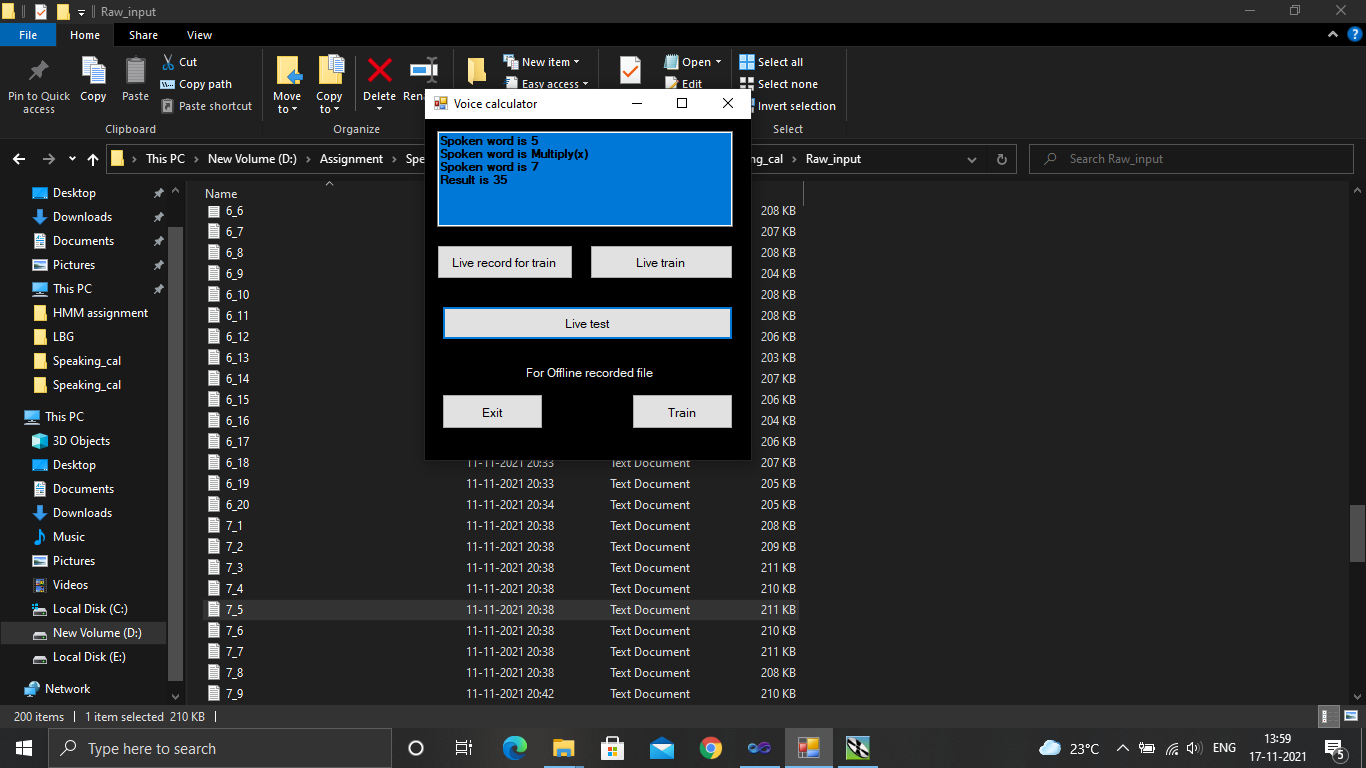 Raw_input
File Home Share View
Pin to Quick access
Copy
Paste
Cut
Copy path
Paste shortcut
Clipboard
Move to
Copy to
Delete
Organize
New item
Easy access
Open
Edit
Select all
Select none
Invert selection
Select
This PC New Volume (D:) Assignment
Raw_input
Search Raw_input
Desktop
Downloads
Documents
Pictures
This PC
HMM assignment
LBG
Speaking_cal
Speaking_cal
This PC
3D Objects
Desktop
Documents
Downloads
Music
Pictures
Videos
Local Disk (C:)
New Volume (D:)
Local Disk (E:)
Network
Name
6_6 208 KB
6_7 207 KB
6_8 208 KB
6_9 204 KB
6_10 208 KB
6_11 208 KB
6_12 206 KB
6_13 203 KB
6_14 207 KB
6_15 206 KB
6_16 204 KB
6_17 206 KB
6_18 11-11-2021 20:33 Text Document 207 KB
6_19 11-11-2021 20:33 Text Document 205 KB
6_20 11-11-2021 20:34 Text Document 205 KB
7_1 11-11-2021 20:38 Text Document 208 KB
7_2 11-11-2021 20:38 Text Document 209 KB
7_3 11-11-2021 20:38 Text Document 211 KB
7_4 11-11-2021 20:38 Text Document 210 KB
7_5 11-11-2021 20:38 Text Document 211 KB
7_6 11-11-2021 20:38 Text Document 210 KB
7_7 11-11-2021 20:38 Text Document 211 KB
7_8 11-11-2021 20:38 Text Document 208 KB
7_9 11-11-2021 20:42 Text Document 210 KB
Voice calculator
Spoken word is 5
Spoken word is Multiply(x)
Spoken word is 7
Result is 35
Live record for train
Live train
Live test
For Offline recorded file
Exit
Train
200 items 1 item selected 210 KB
Type here to search
23°C
ENG
13:59
17-11-2021
5